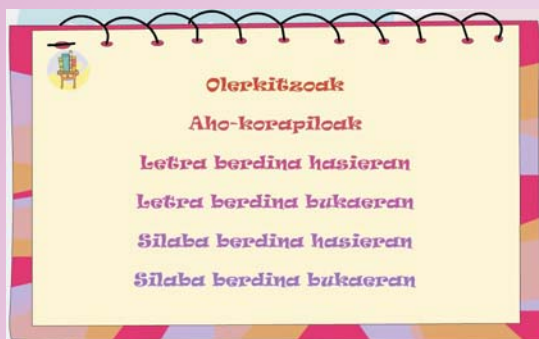 Olerkitzoak
Aho-korapiloak
Letra berdina hasieran
Letra berdina bukaeran
Silaba berdina hasieran
Silaba berdina bukaeran